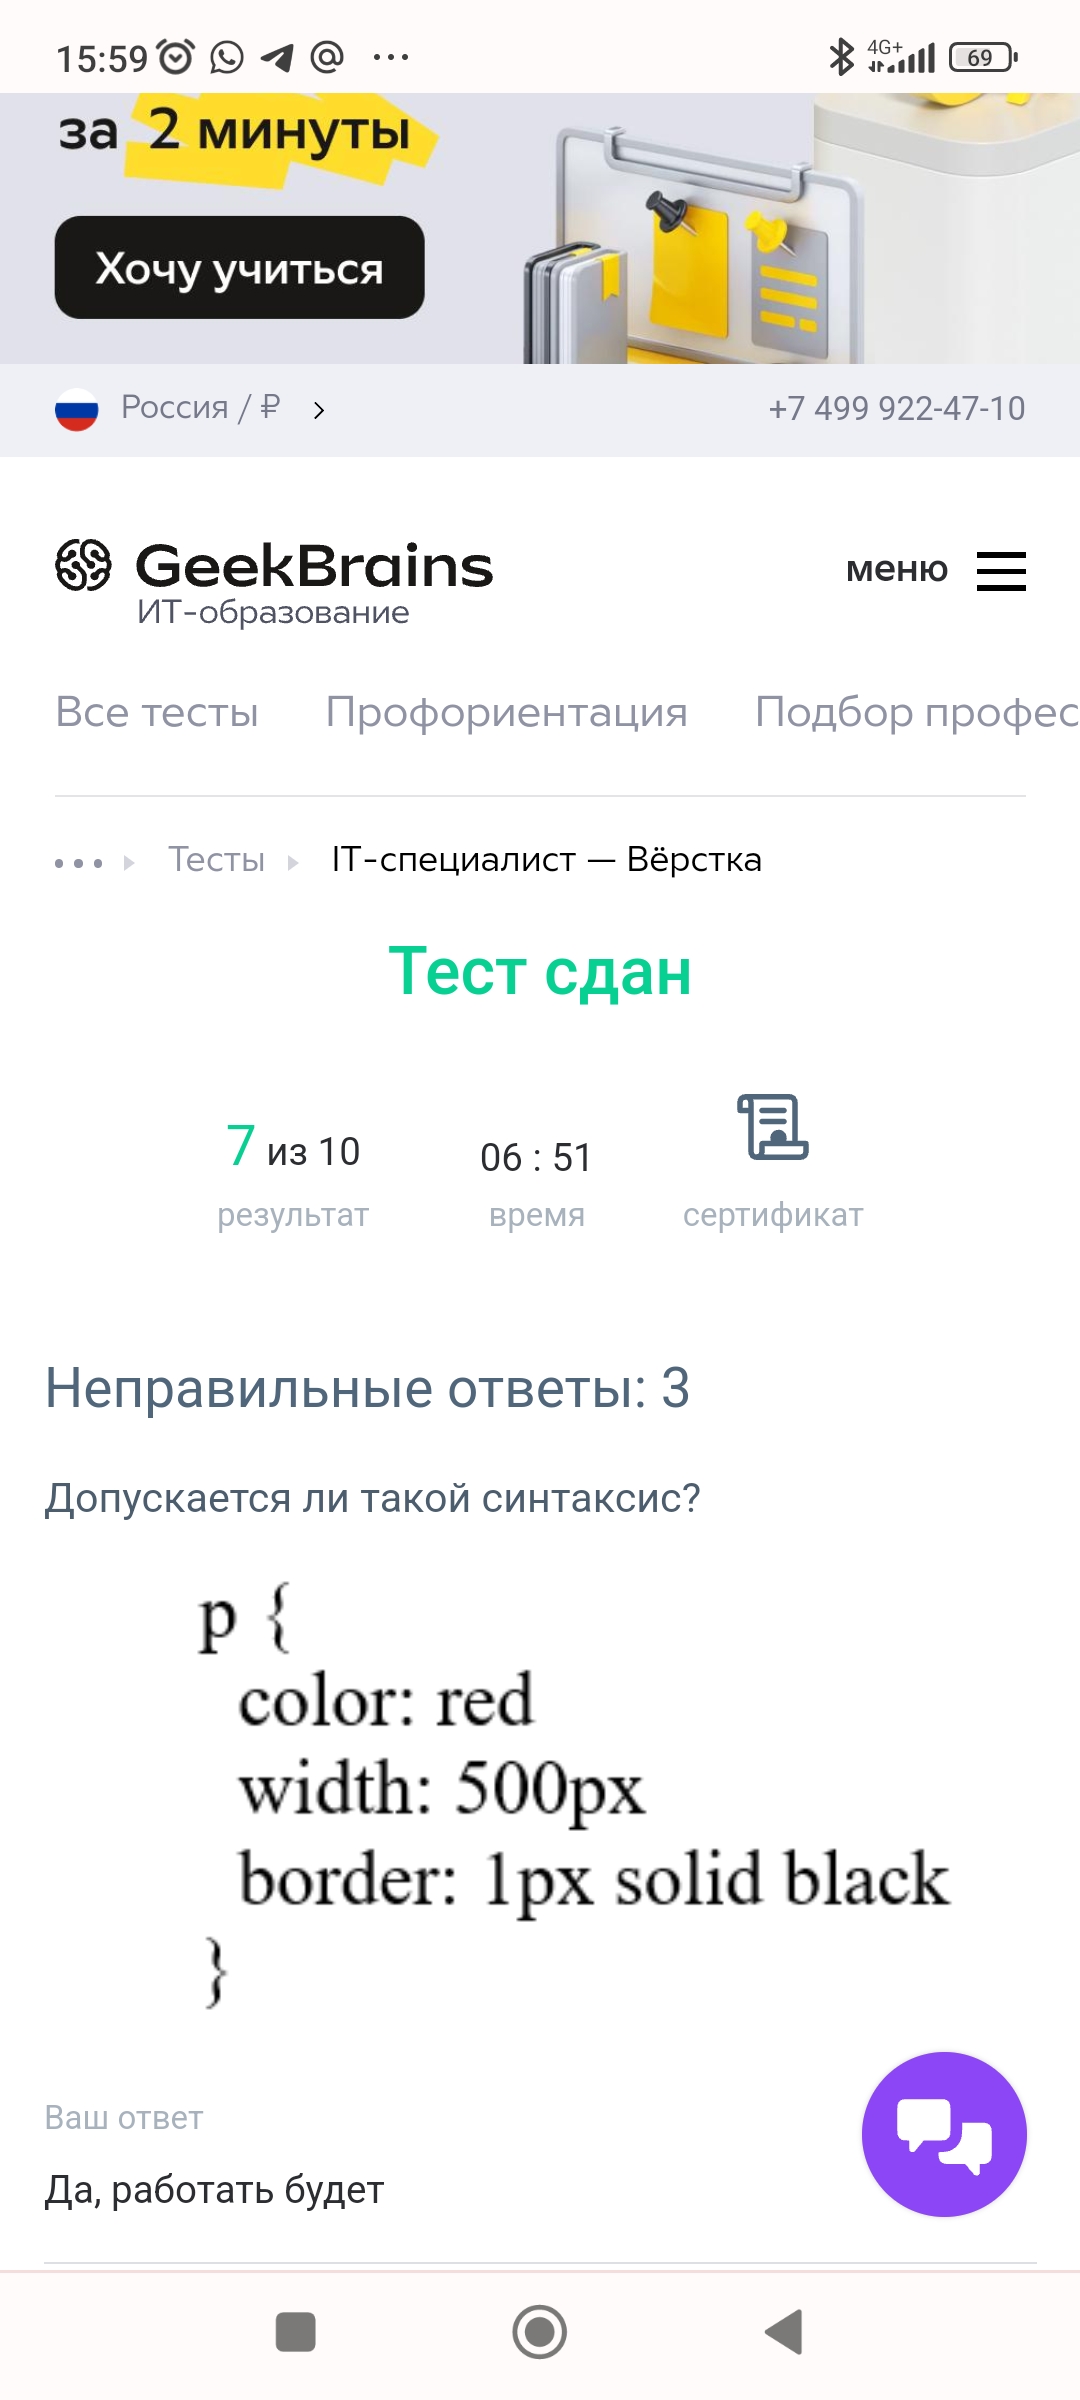 15:59
4G+
69
за 2 минуты
Хочу учиться
Россия / ₽
+7 499 922-47-10
GeekBrains
ИТ-образование
меню
Все тесты Профориентация Подбор профес
Тесты IT-специалист — Вёрстка
Тест сдан
7 из 10
06 : 51
результат
время
сертификат
Неправильные ответы: 3
Допускается ли такой синтаксис?
p {
color: red
width: 500px
border: 1px solid black
}
Ваш ответ
Да, работать будет